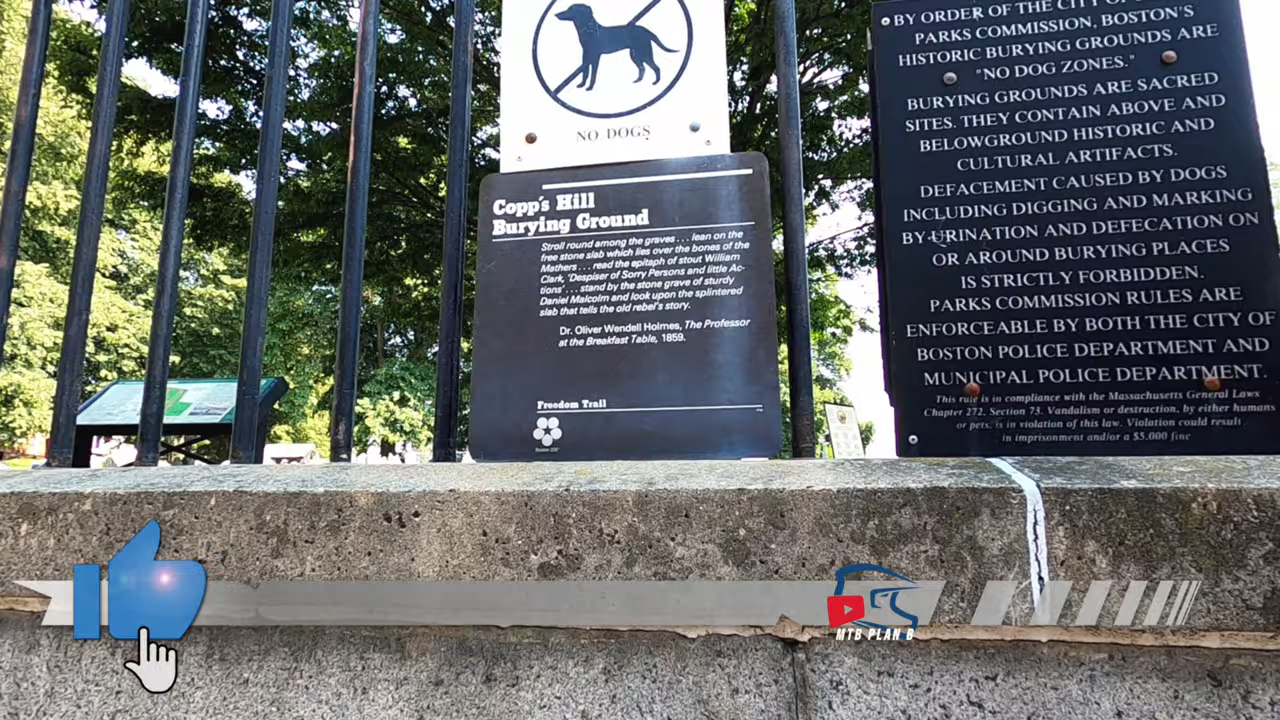 NO DOGS
Copp's Hill
Burying Ground
Stroll round among the graves . . . lean on the
free stone slab which lies over the bones of the
Mathers . . . read the epitaph of stout William
Clark, 'Despiser of Sorry Persons and little Ac-
tions' . . . stand by the stone grave of sturdy
Daniel Malcolm and look upon the splintered
slab that tells the old rebel's story.
Dr. Oliver Wendell Holmes, The Professor
at the Breakfast Table, 1859.
Freedom Trail
BY ORDER OF THE CITY OF
PARKS COMMISSION, BOSTON'S
HISTORIC BURYING GROUNDS ARE
"NO DOG ZONES."
BURYING GROUNDS ARE SACRED
SITES. THEY CONTAIN ABOVE AND
BELOWGROUND HISTORIC AND
CULTURAL ARTIFACTS.
DEFACEMENT CAUSED BY DOGS
INCLUDING DIGGING AND MARKING
BY URINATION AND DEFECATION ON
OR AROUND BURYING PLACES
IS STRICTLY FORBIDDEN.
PARKS COMMISSION RULES ARE
ENFORCEABLE BY BOTH THE CITY OF
BOSTON POLICE DEPARTMENT AND
MUNICIPAL POLICE DEPARTMENT.
This rule is in compliance with the Massachusetts General Laws
Chapter 272, Section 73. Vandalism or destruction, by either humans
or pets, is in violation of this law. Violation could result
in imprisonment and/or a $5,000 fine
MTB PLAN B